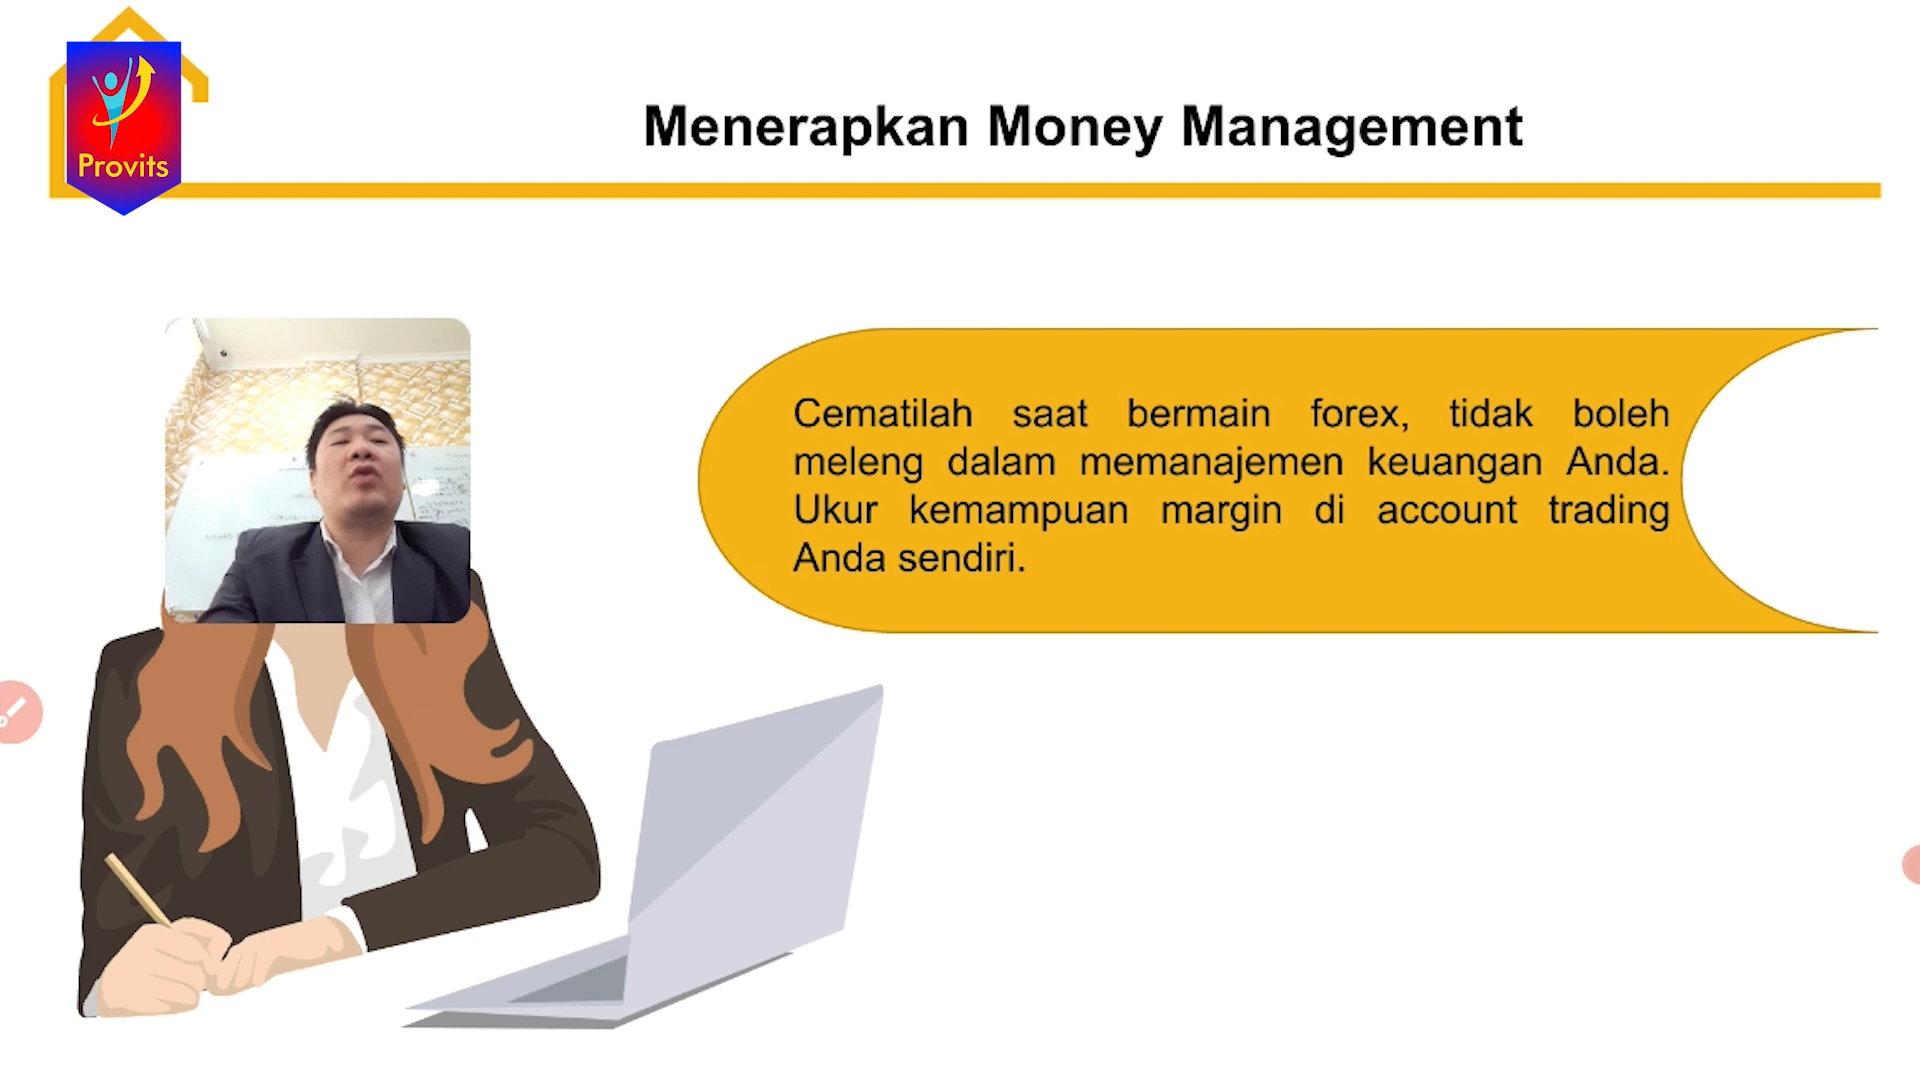 Provits
Menerapkan Money Management
Cematilah saat bermain forex, tidak boleh
meleng dalam memanajemen keuangan Anda.
Ukur kemampuan margin di account trading
Anda sendiri.